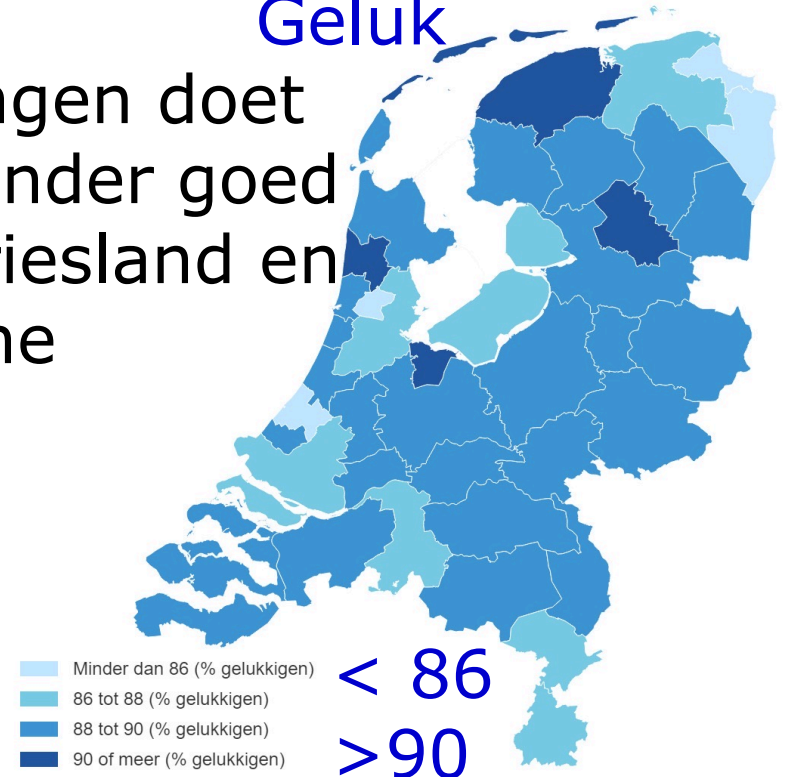 Geluk
ngen doet
nder goed
riesland en
ne
Minder dan 86 (% gelukkigen)
86 tot 88 (% gelukkigen)
88 tot 90 (% gelukkigen)
90 of meer (% gelukkigen)
< 86
>90